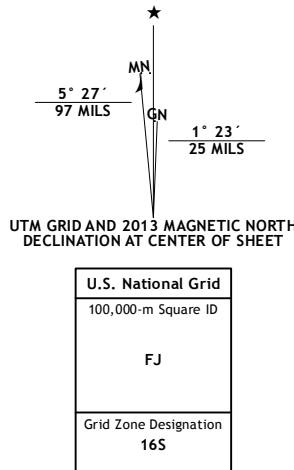 ★
MN
GN
5° 27´
97 MILS
1° 23´
25 MILS
UTM GRID AND 2013 MAGNETIC NORTH
DECLINATION AT CENTER OF SHEET
U.S. National Grid
100,000-m Square ID
FJ
Grid Zone Designation
16S